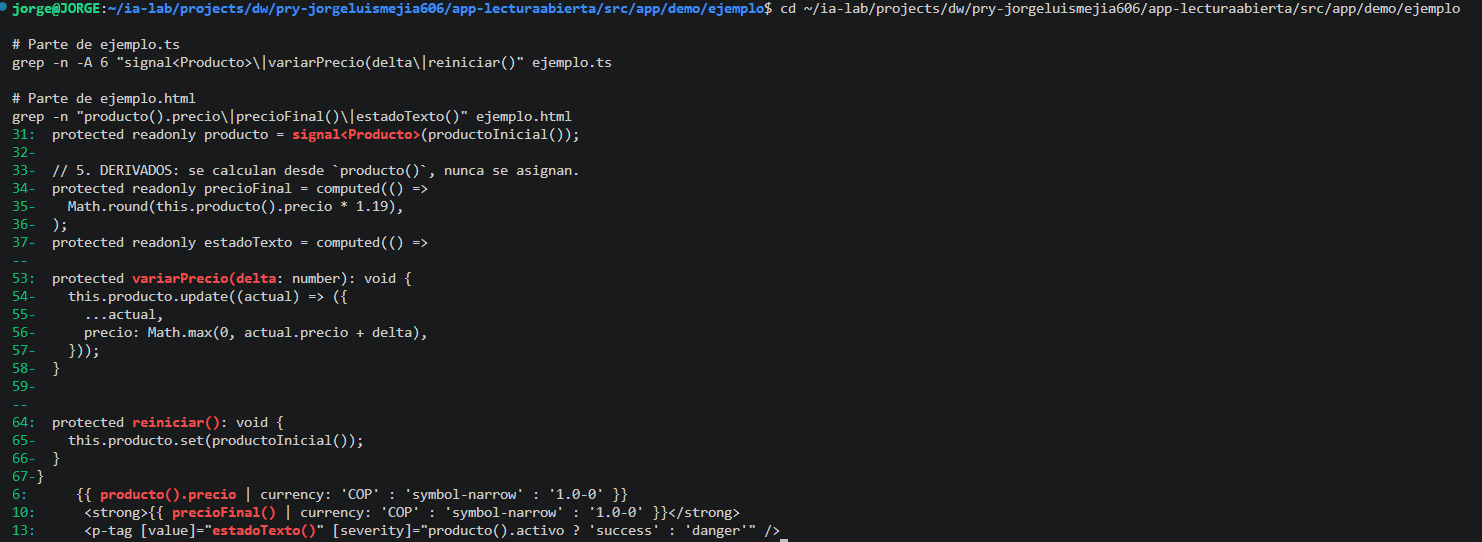 jorge@JORGE:~/ia-lab/projects/dw/pry-jorgeluismejia606/app-lecturaabierta/src/app/demo/ejemplo$ cd ~/ia-lab/projects/dw/pry-jorgeluismejia606/app-lecturaabierta/src/app/demo/ejemplo

# Parte de ejemplo.ts
grep -n -A 6 "signal<Producto>\|variarPrecio(delta\|reiniciar()" ejemplo.ts

# Parte de ejemplo.html
grep -n "producto().precio\|precioFinal()\|estadoTexto()" ejemplo.html
31:  protected readonly producto = signal<Producto>(productoInicial());
32-
33-  // 5. DERIVADOS: se calculan desde `producto()`, nunca se asignan.
34-  protected readonly precioFinal = computed(() =>
35-    Math.round(this.producto().precio * 1.19),
36-  );
37-  protected readonly estadoTexto = computed(() =>
--
53:  protected variarPrecio(delta: number): void {
54-    this.producto.update((actual) => ({
55-      ...actual,
56-      precio: Math.max(0, actual.precio + delta),
57-    }));
58-  }
59-
--
64:  protected reiniciar(): void {
65-    this.producto.set(productoInicial());
66-  }
67-}
6:      {{ producto().precio | currency: 'COP' : 'symbol-narrow' : '1.0-0' }}
10:      <strong>{{ precioFinal() | currency: 'COP' : 'symbol-narrow' : '1.0-0' }}</strong>
13:      <p-tag [value]="estadoTexto()" [severity]="producto().activo ? 'success' : 'danger'" />